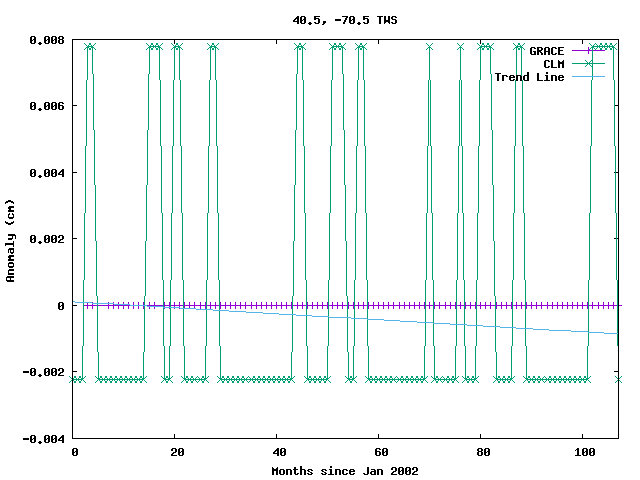 40.5, -70.5 TWS
0.008
GRACE
CLM
Trend Line
0.006
0.004
0.002
0
-0.002
-0.004
Anomaly (cm)
0 20 40 60 80 100
Months since Jan 2002